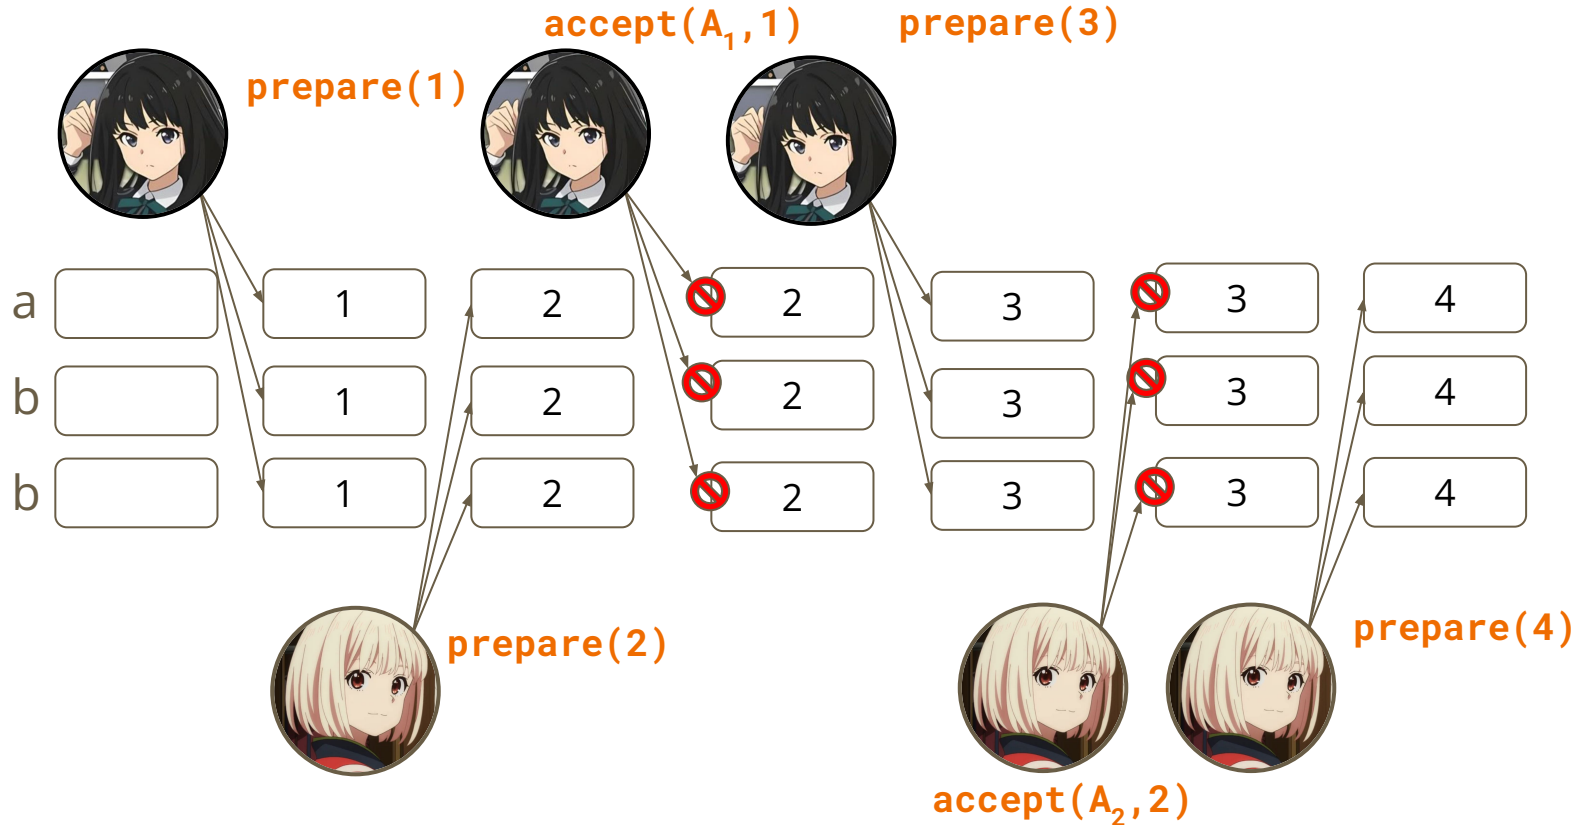 accept(A1,1)
prepare(3)
prepare(1)
a 1 2 2 3 3 4
b 1 2 2 3 3 4
b 1 2 2 3 3 4
prepare(2)
prepare(4)
accept(A2,2)